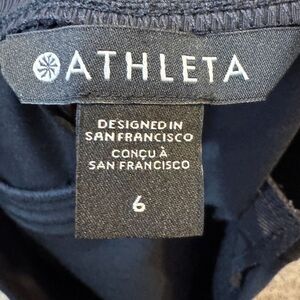 ATHLETA
DESIGNED IN
SAN FRANCISCO
CONÇU À
SAN FRANCISCO
6